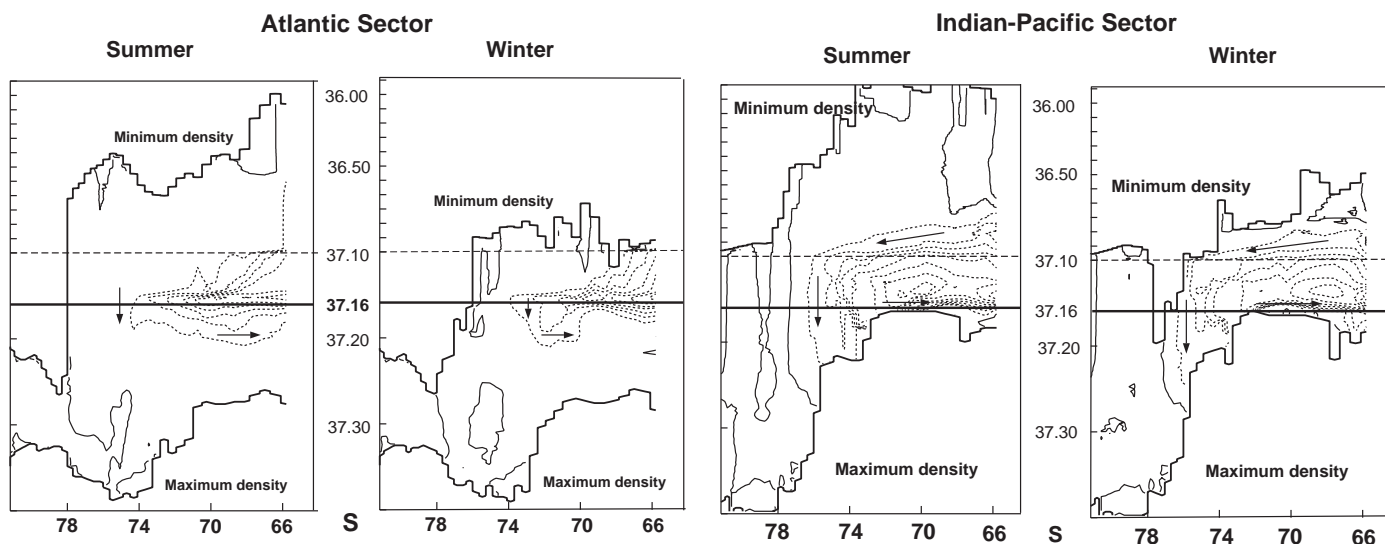 Atlantic Sector
Indian-Pacific Sector
Summer
Winter
Summer
Winter
Minimum density
Minimum density
Minimum density
Minimum density
36.00
36.50
37.10
37.16
37.20
37.30
36.00
36.50
37.10
37.16
37.20
37.30
Maximum density
Maximum density
Maximum density
Maximum density
78 74 70 66
78 74 70 66
S
78 74 70 66
78 74 70 66